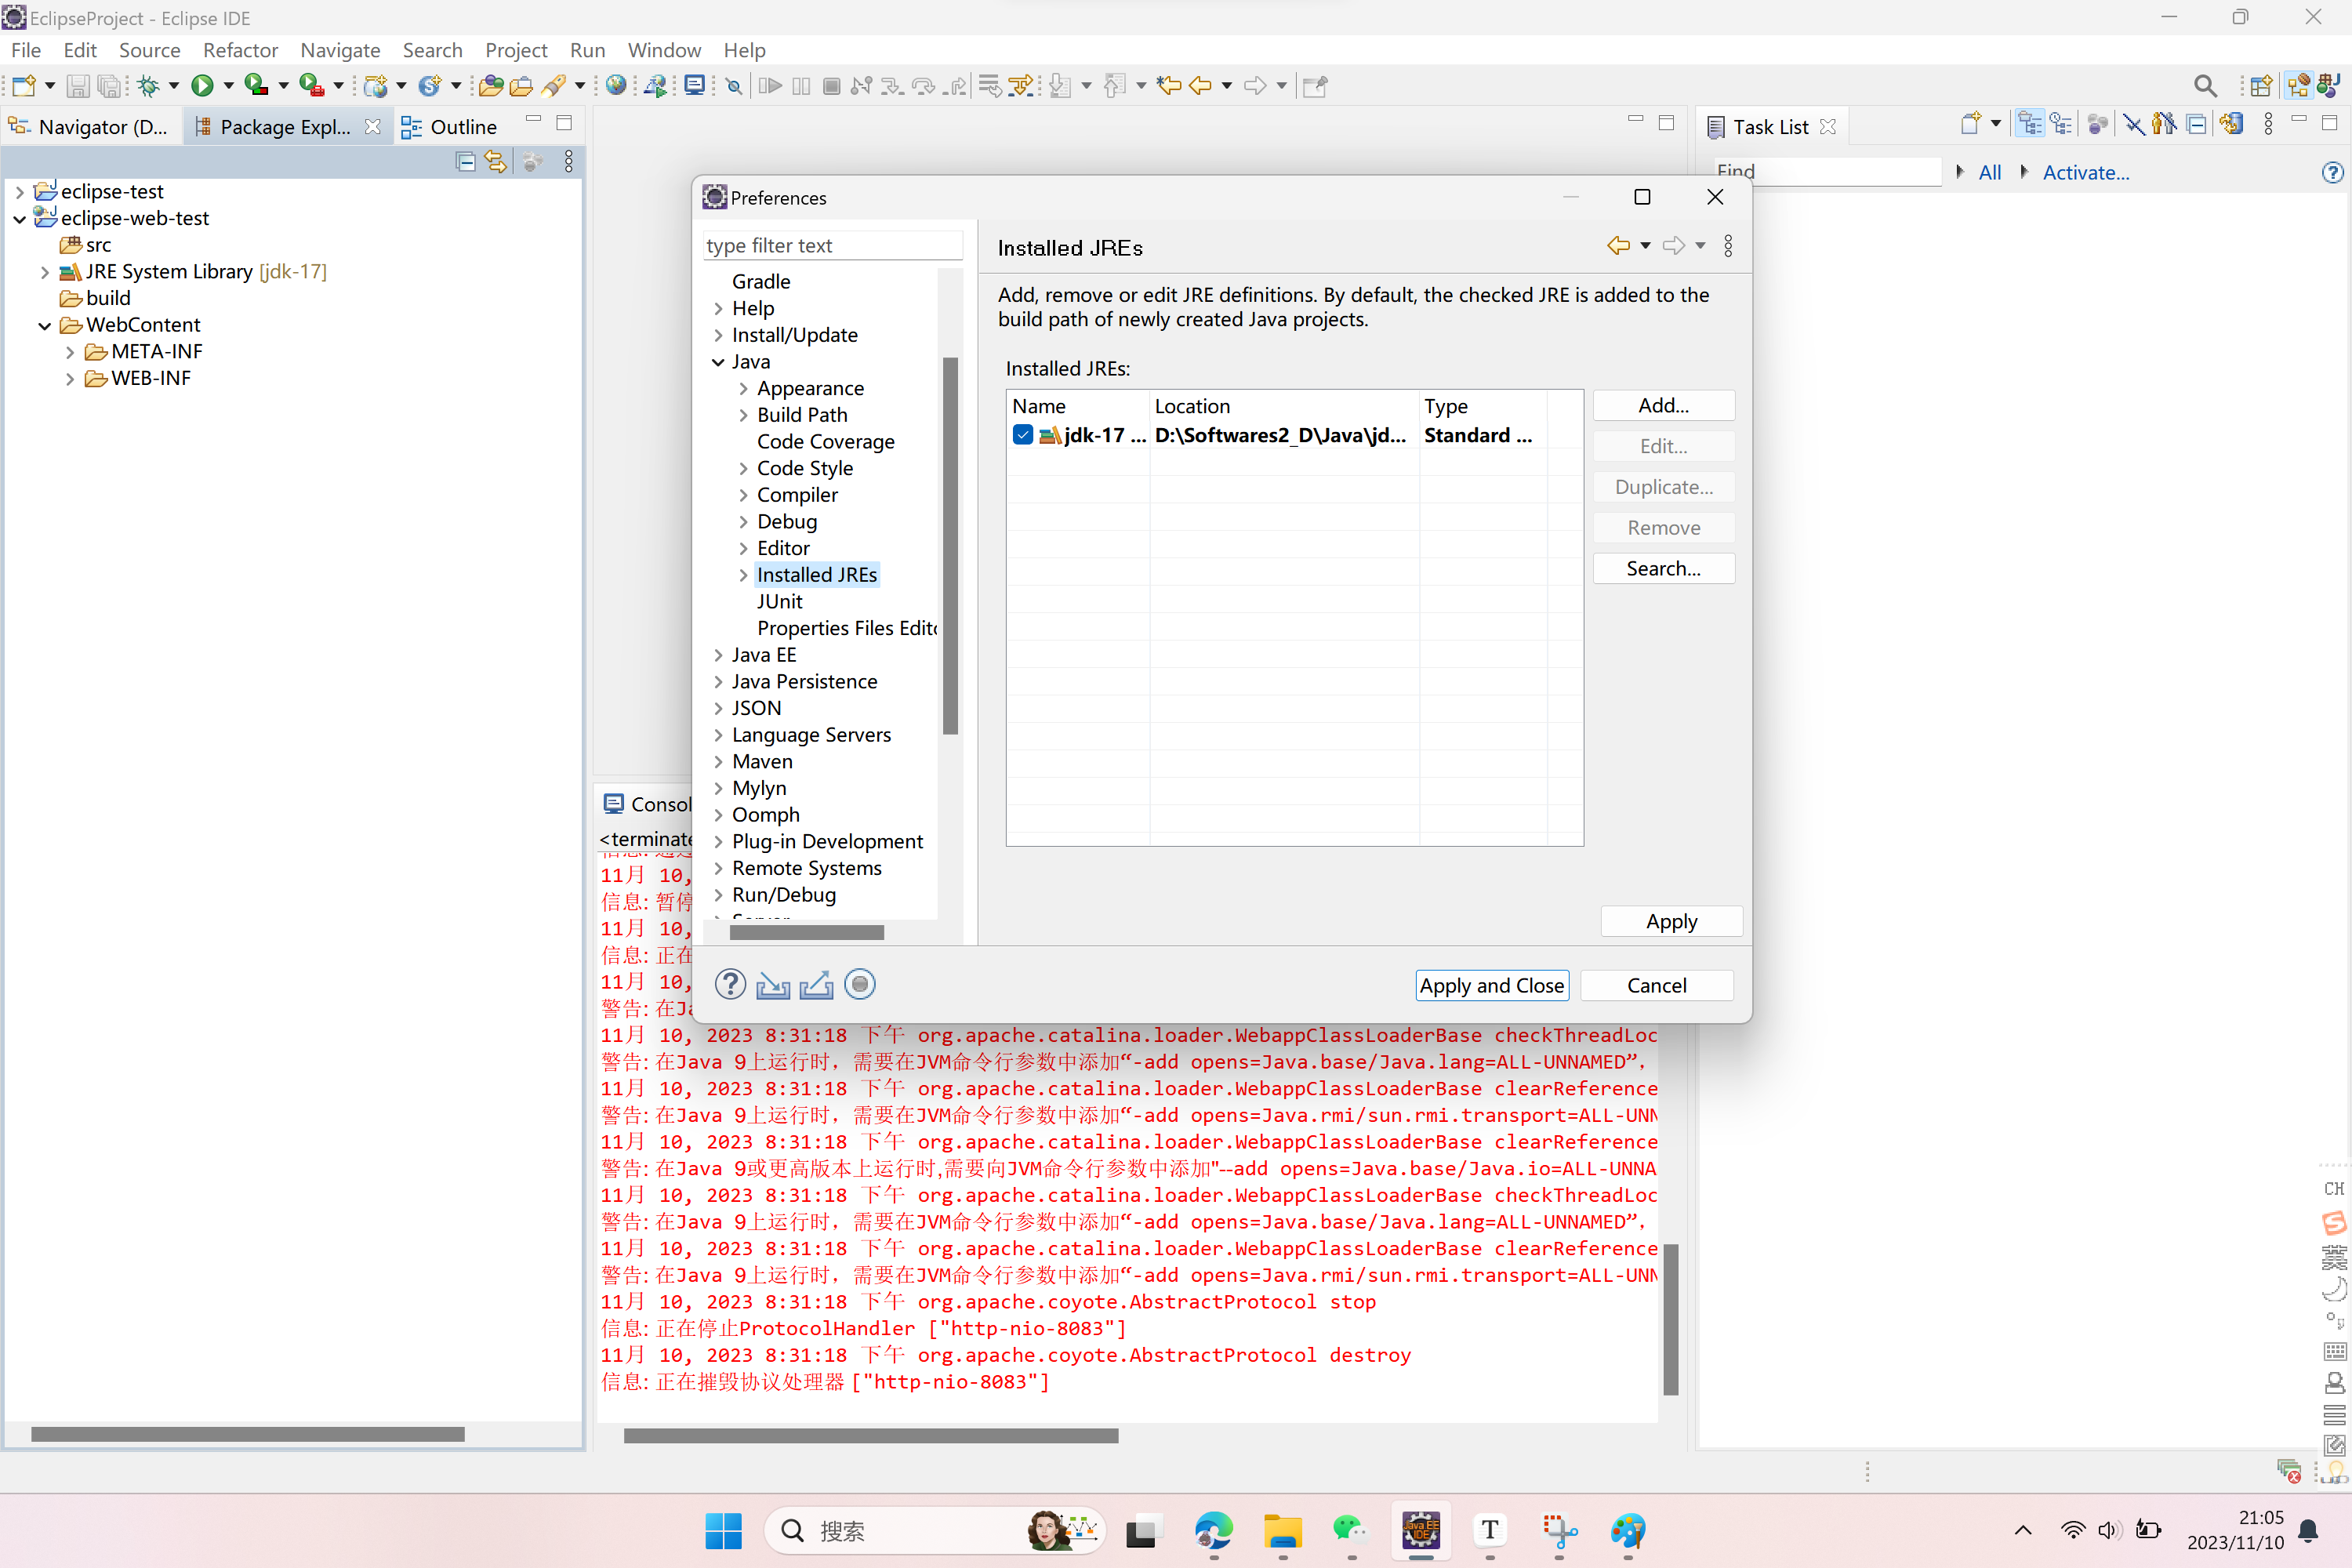 EclipseProject - Eclipse IDE
File Edit Source Refactor Navigate Search Project Run Window Help
Navigator (D... Package Expl... Outline
Task List
Find All Activate...
eclipse-test
eclipse-web-test
src
JRE System Library [jdk-17]
build
WebContent
META-INF
WEB-INF
Preferences
type filter text
Gradle
Help
Install/Update
Java
Appearance
Build Path
Code Coverage
Code Style
Compiler
Debug
Editor
Installed JREs
JUnit
Properties Files Edito
Java EE
Java Persistence
JSON
Language Servers
Maven
Mylyn
Oomph
Plug-in Development
Remote Systems
Run/Debug
Server
Installed JREs
Add, remove or edit JRE definitions. By default, the checked JRE is added to the
build path of newly created Java projects.
Installed JREs:
Name Location Type
jdk-17 ... D:\Softwares2_D\Java\jd... Standard ...
Add...
Edit...
Duplicate...
Remove
Search...
Apply
Apply and Close Cancel
Consol
<terminate
11月 10,
信息: 暂停
11月 10,
信息: 正在
11月 10,
警告: 在Ja
11月 10, 2023 8:31:18 下午 org.apache.catalina.loader.WebappClassLoaderBase checkThreadLoc
警告: 在Java 9上运行时，需要在JVM命令行参数中添加“-add opens=Java.base/Java.lang=ALL-UNNAMED”，
11月 10, 2023 8:31:18 下午 org.apache.catalina.loader.WebappClassLoaderBase clearReference
警告: 在Java 9上运行时，需要在JVM命令行参数中添加“-add opens=Java.rmi/sun.rmi.transport=ALL-UNN
11月 10, 2023 8:31:18 下午 org.apache.catalina.loader.WebappClassLoaderBase clearReference
警告: 在Java 9或更高版本上运行时,需要向JVM命令行参数中添加"--add opens=Java.base/Java.io=ALL-UNNA
11月 10, 2023 8:31:18 下午 org.apache.catalina.loader.WebappClassLoaderBase checkThreadLoc
警告: 在Java 9上运行时，需要在JVM命令行参数中添加“-add opens=Java.base/Java.lang=ALL-UNNAMED”，
11月 10, 2023 8:31:18 下午 org.apache.catalina.loader.WebappClassLoaderBase clearReference
警告: 在Java 9上运行时，需要在JVM命令行参数中添加“-add opens=Java.rmi/sun.rmi.transport=ALL-UNN
11月 10, 2023 8:31:18 下午 org.apache.coyote.AbstractProtocol stop
信息: 正在停止ProtocolHandler ["http-nio-8083"]
11月 10, 2023 8:31:18 下午 org.apache.coyote.AbstractProtocol destroy
信息: 正在摧毁协议处理器 ["http-nio-8083"]
CH
英
搜索
Java EE
IDE
T
21:05
2023/11/10